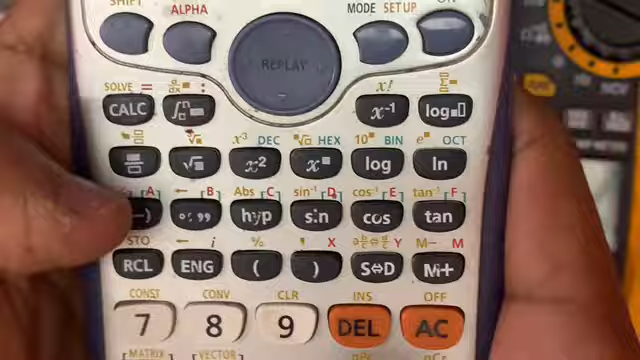 SHIFT ALPHA MODE SETUP ON
REPLAY
SOLVE = : x!
CALC x⁻¹ log
x³ DEC HEX 10 BIN e OCT
√ x² x log ln
A B Abs C sin⁻¹ D cos⁻¹ E tan⁻¹ F
(−) hyp sin cos tan
STO i % , X Y M− M
RCL ENG ( ) S⇔D M+
CONST CONV CLR INS OFF
7 8 9 DEL AC
[MATRIX] [VECTOR]